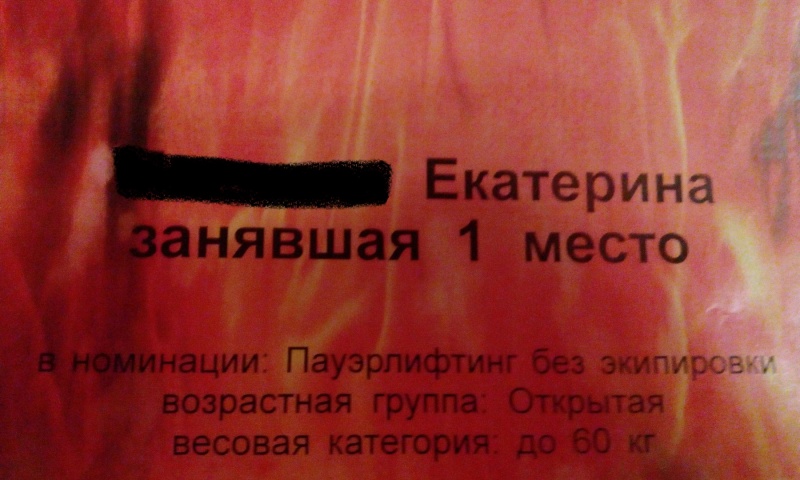 Екатерина
занявшая 1 место
в номинации: Пауэрлифтинг без экипировки
возрастная группа: Открытая
весовая категория: до 60 кг